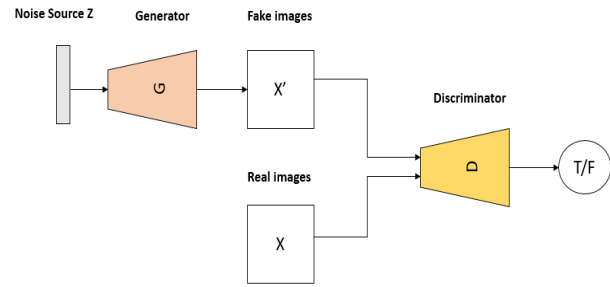 Noise Source Z
Generator
Fake images
G
X'
Discriminator
D
T/F
Real images
X